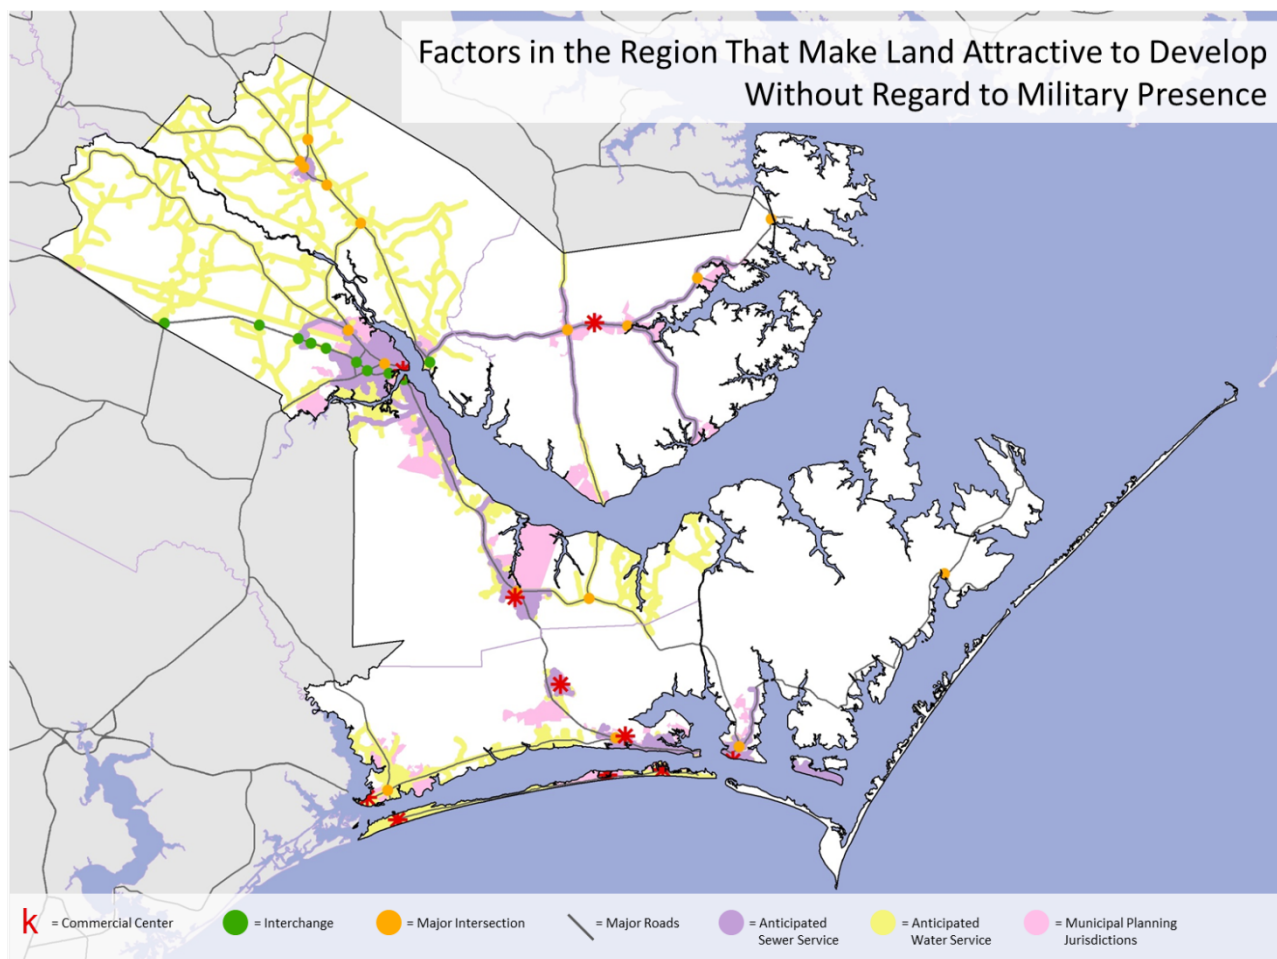 Factors in the Region That Make Land Attractive to Develop
Without Regard to Military Presence
k = Commercial Center
= Interchange
= Major Intersection
= Major Roads
= Anticipated
Sewer Service
= Anticipated
Water Service
= Municipal Planning
Jurisdictions